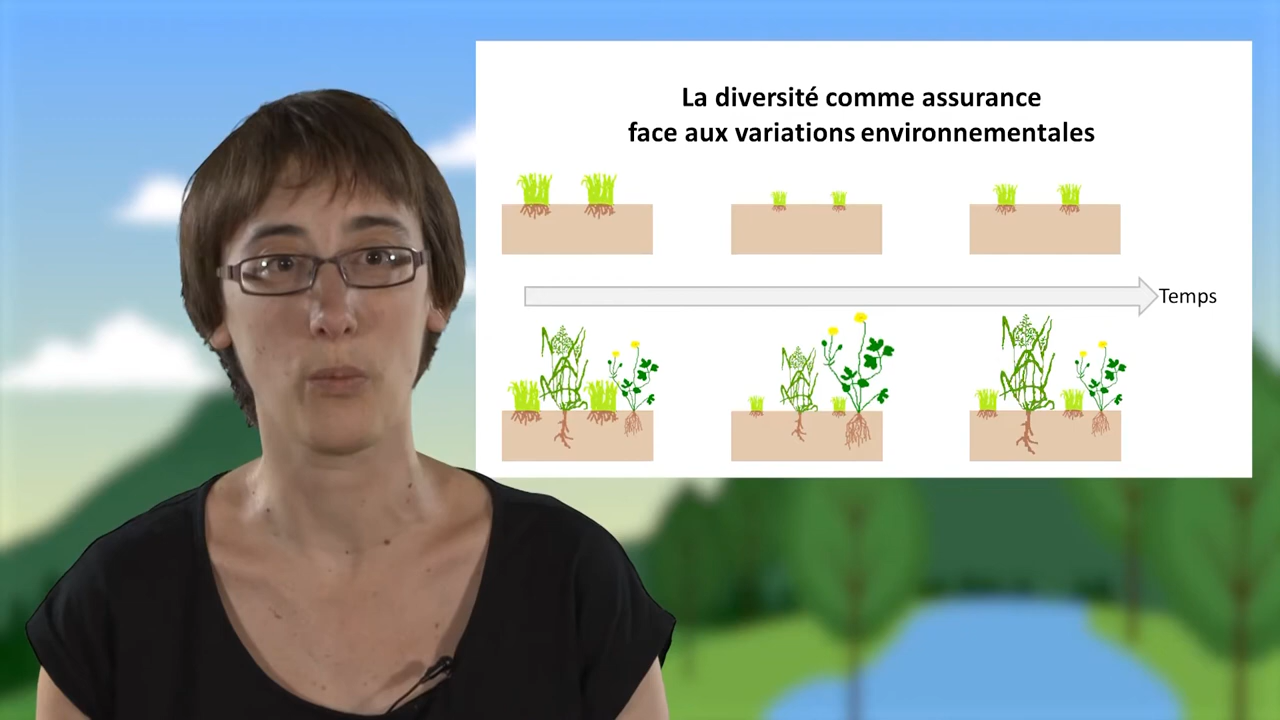 La diversité comme assurance
face aux variations environnementales
Temps